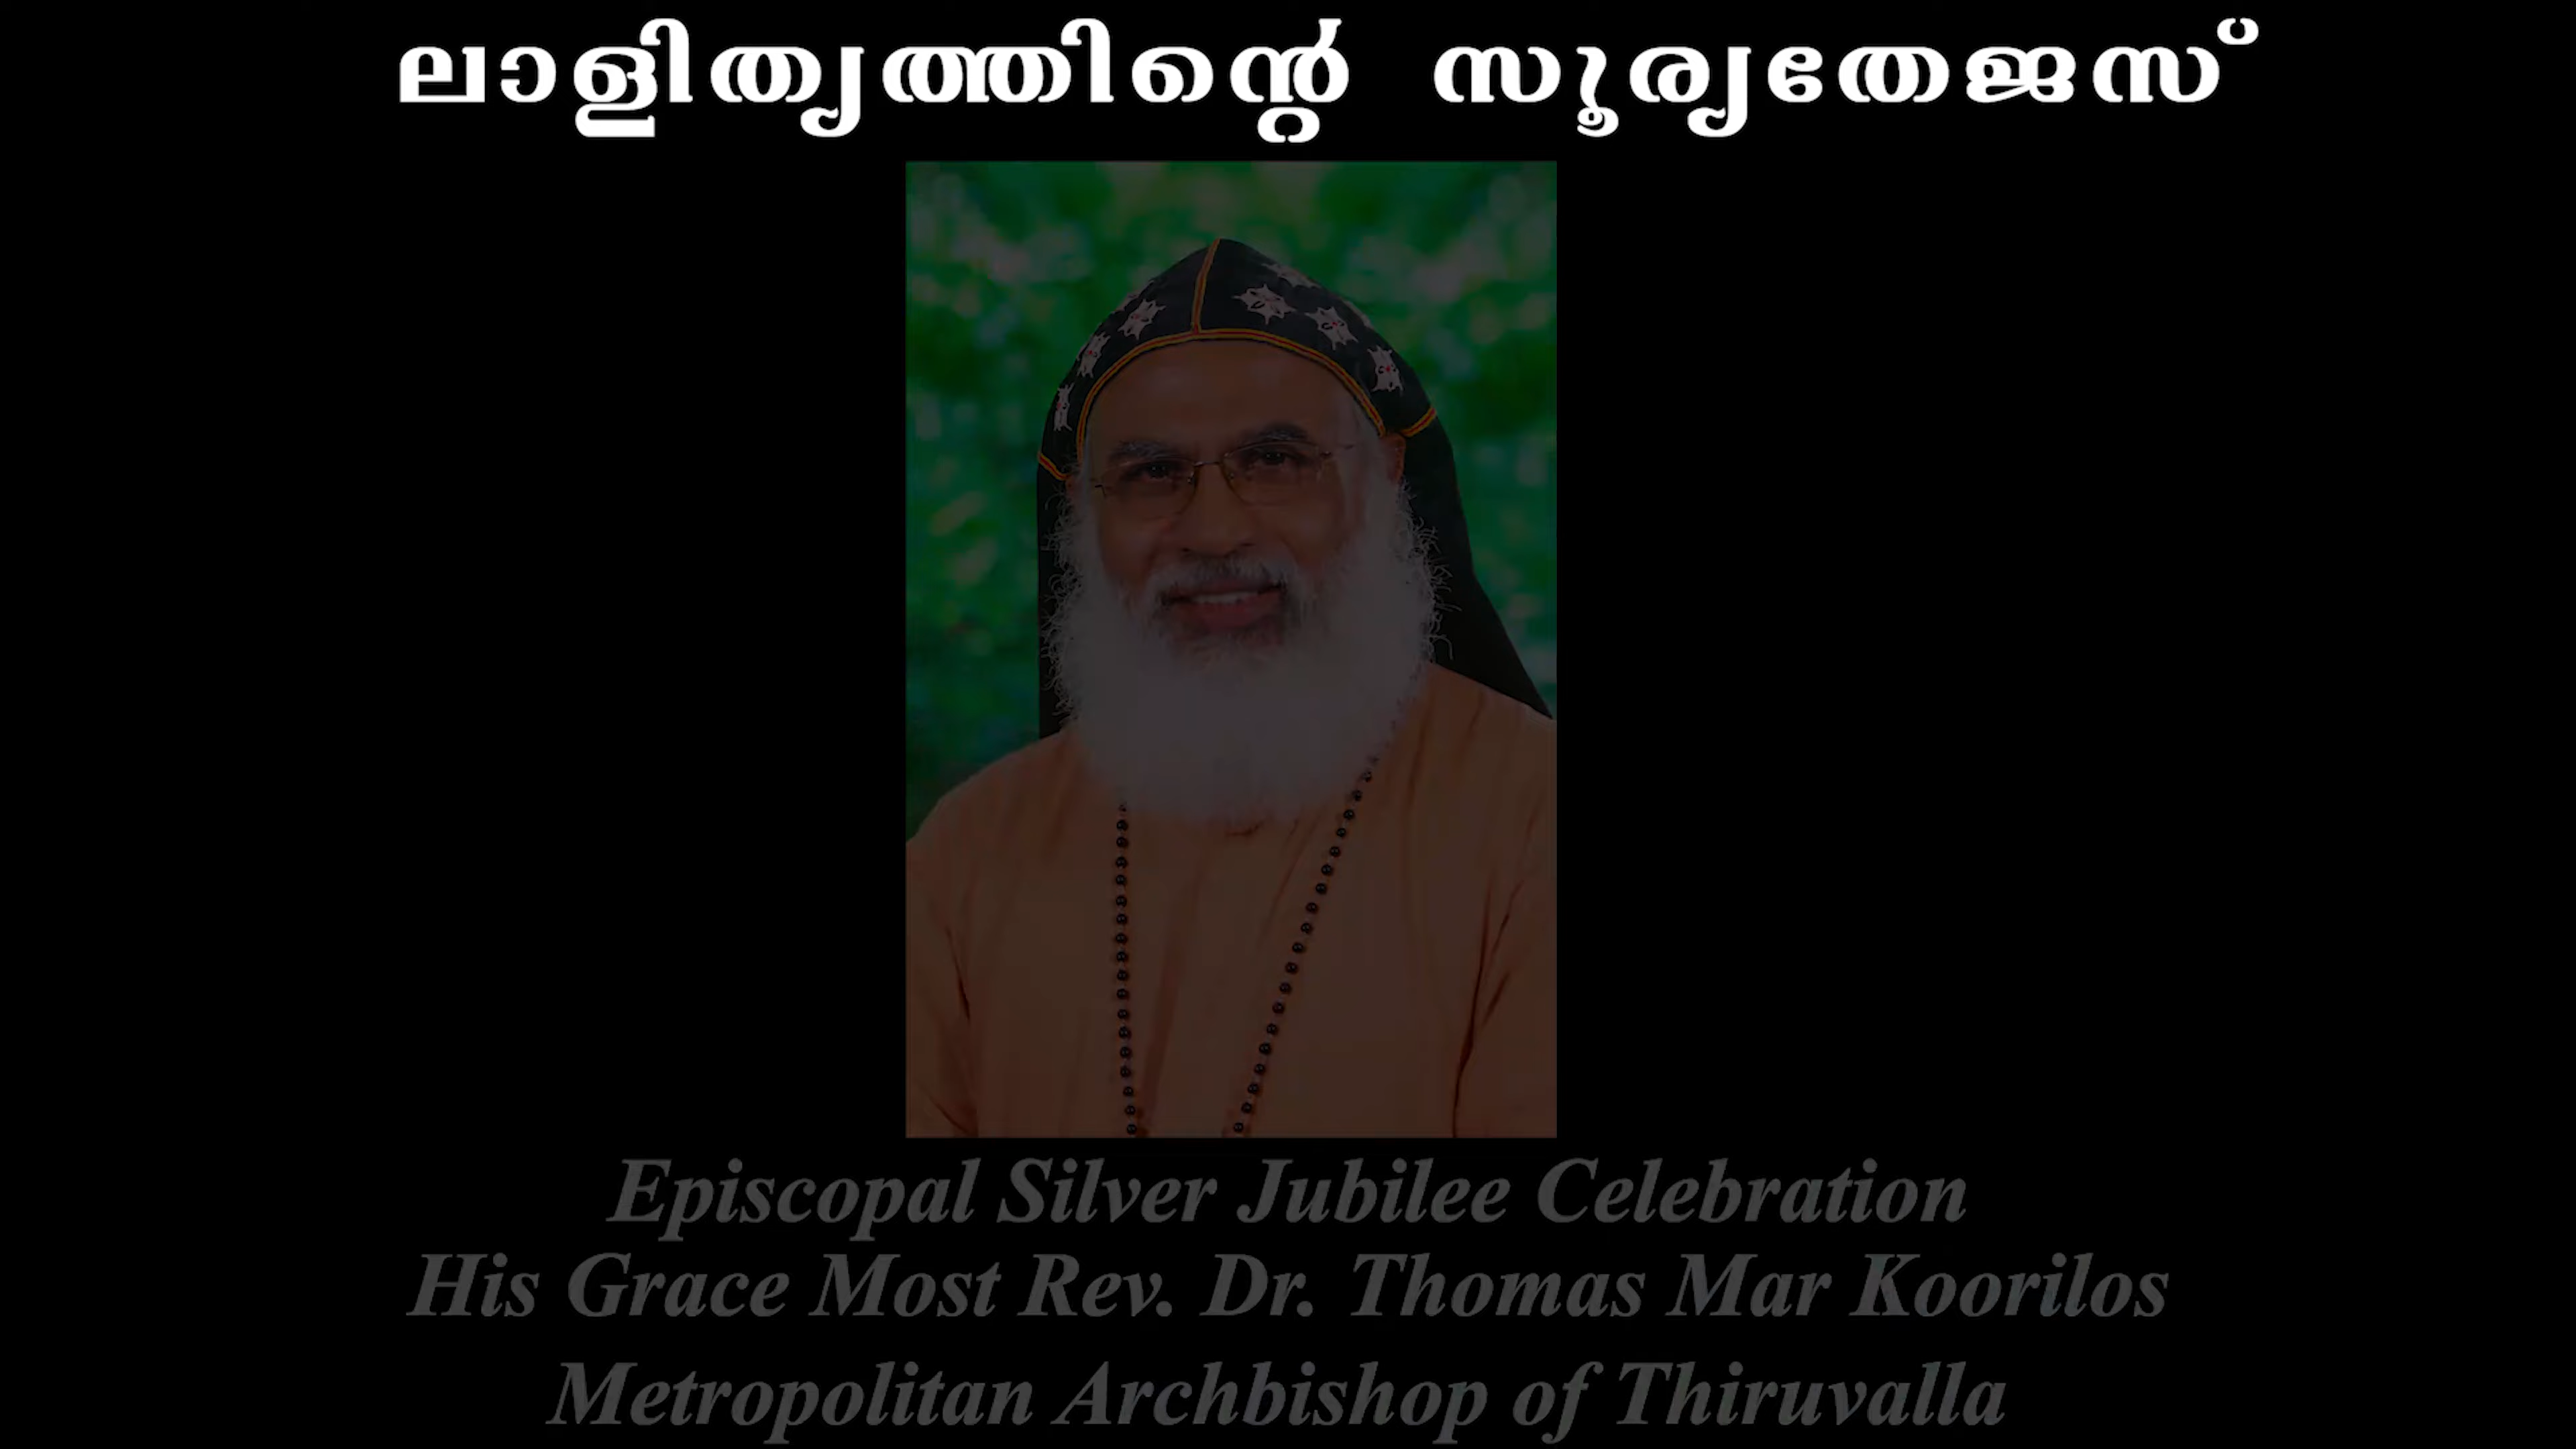 ലാളിത്യത്തിന്റെ സൂര്യതേജസ്
Episcopal Silver Jubilee Celebration
His Grace Most Rev. Dr. Thomas Mar Koorilos
Metropolitan Archbishop of Thiruvalla